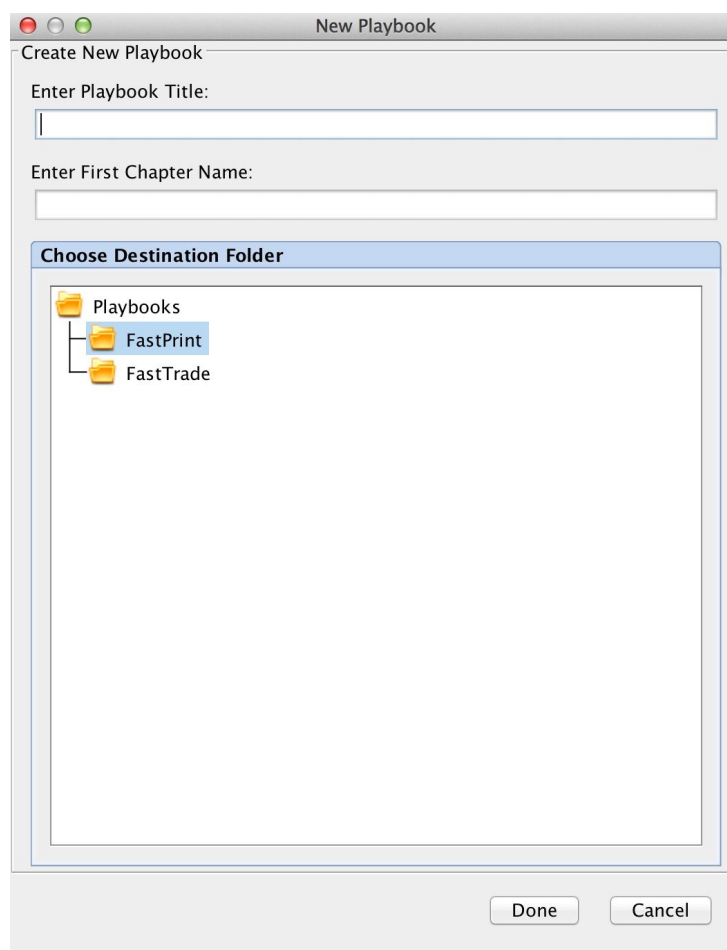 New Playbook
Create New Playbook
Enter Playbook Title:
Enter First Chapter Name:
Choose Destination Folder
Playbooks
FastPrint
FastTrade
Done Cancel